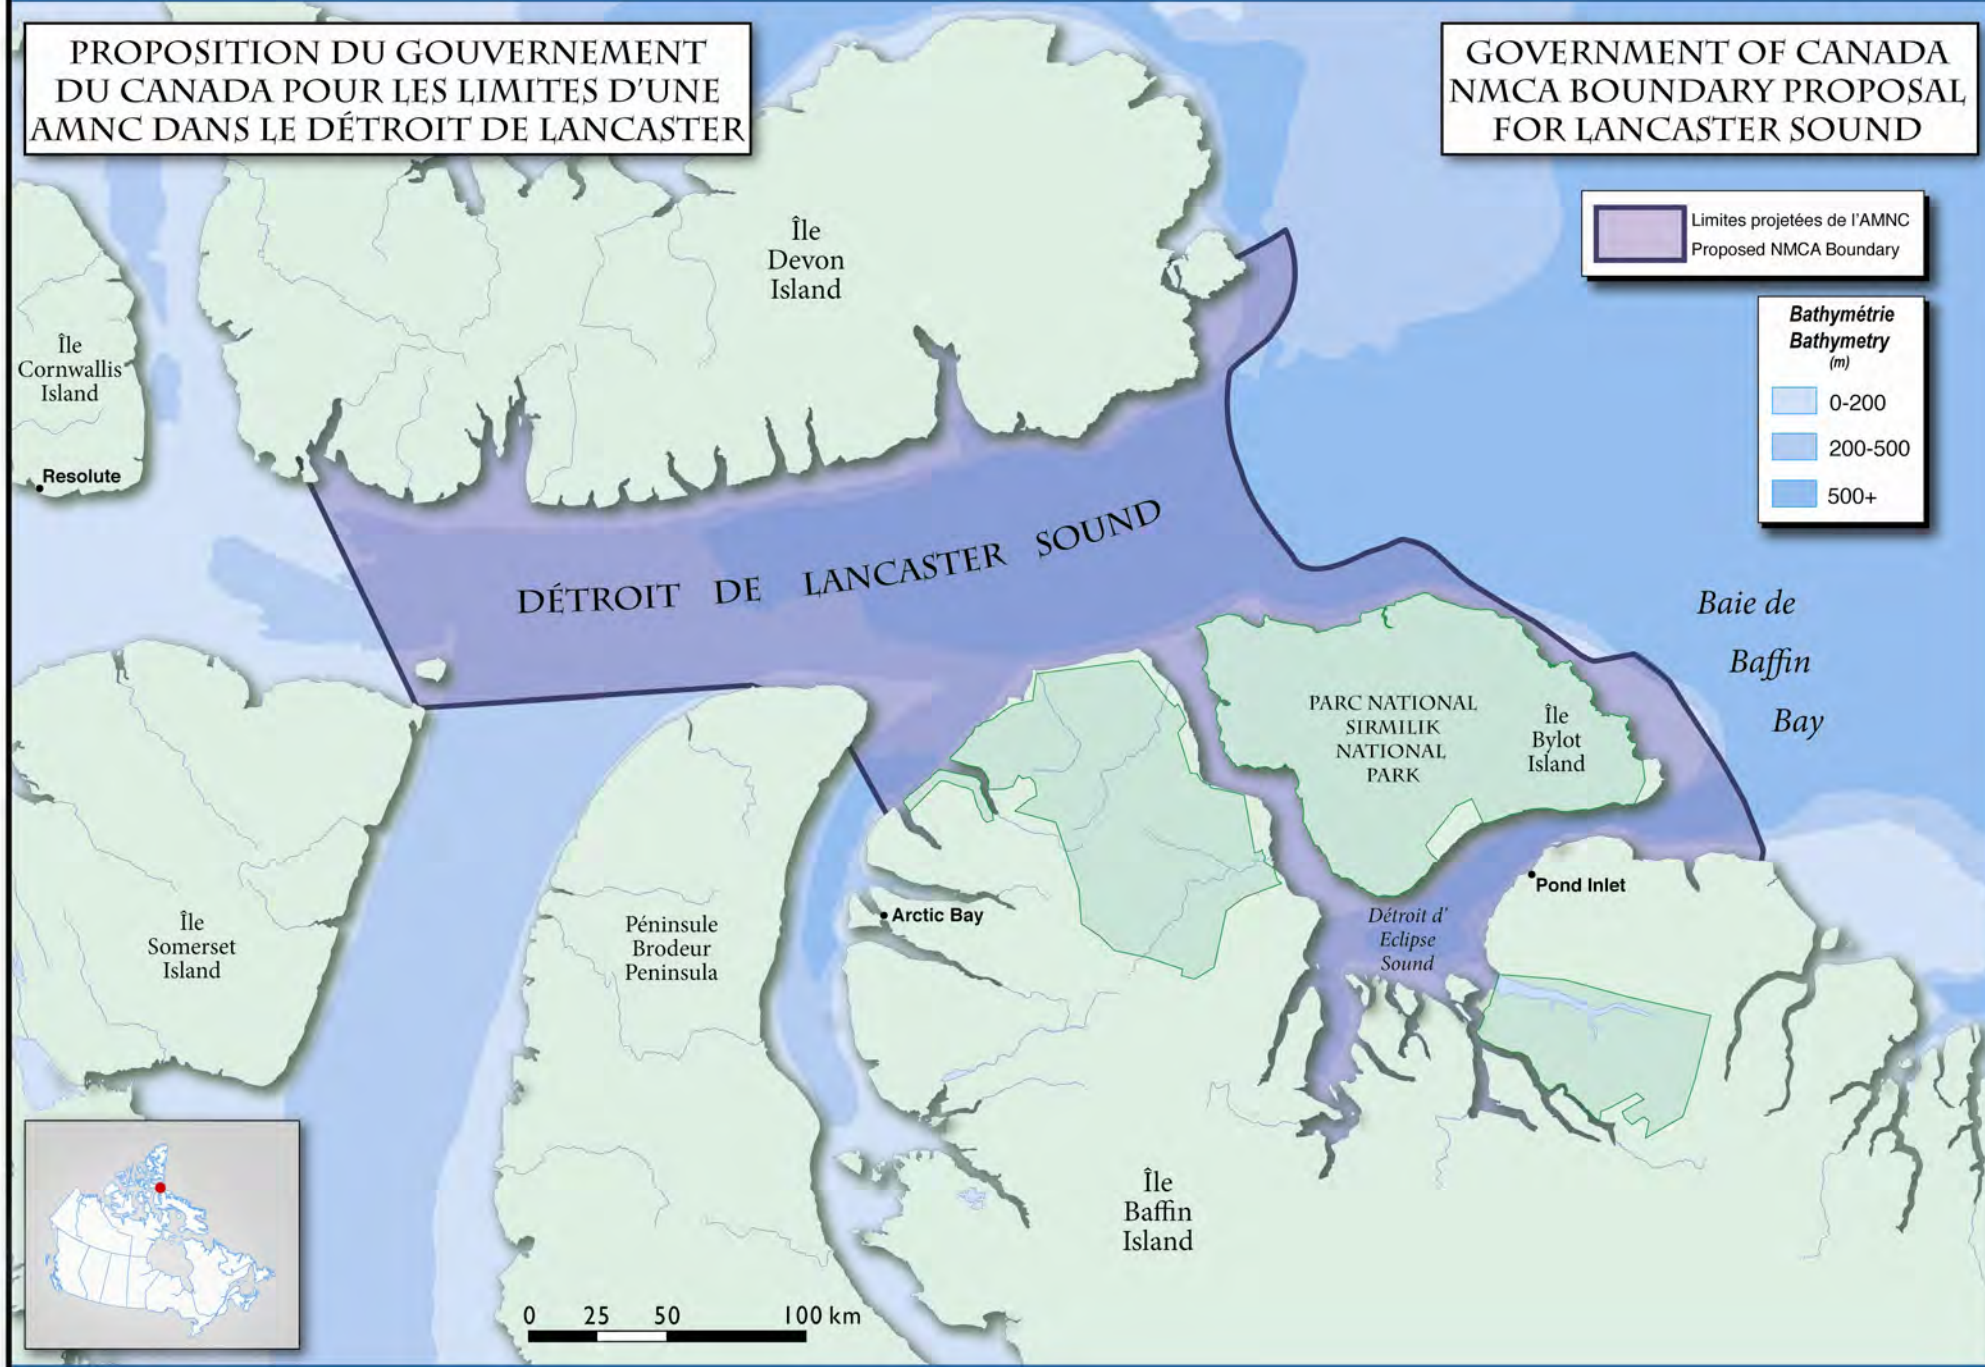 PROPOSITION DU GOUVERNEMENT
DU CANADA POUR LES LIMITES D'UNE
AMNC DANS LE DÉTROIT DE LANCASTER
GOVERNMENT OF CANADA
NMCA BOUNDARY PROPOSAL
FOR LANCASTER SOUND
Limites projetées de l'AMNC
Proposed NMCA Boundary
Bathymétrie
Bathymetry
(m)
0-200
200-500
500+
Île
Devon
Island
Île
Cornwallis
Island
Resolute
DÉTROIT DE LANCASTER SOUND
Baie de
Baffin
Bay
PARC NATIONAL
SIRMILIK
NATIONAL
PARK
Île
Bylot
Island
Pond Inlet
Arctic Bay
Détroit d'
Eclipse
Sound
Île
Somerset
Island
Péninsule
Brodeur
Peninsula
Île
Baffin
Island
0 25 50 100 km